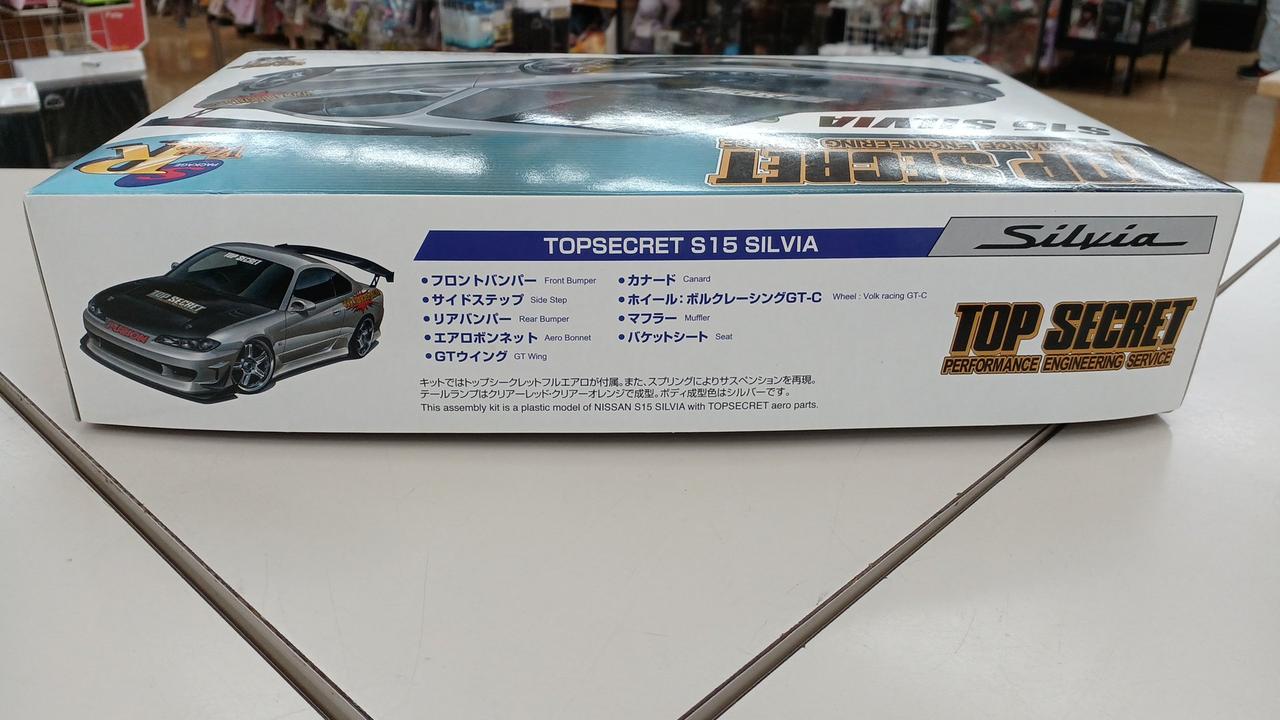 S15 SILVIA
TOP SECRET
S PACKAGE
R
TOPSECRET S15 SILVIA
Silvia
TOP SECRET
TOP SECRET
●フロントバンパー Front Bumper
●サイドステップ Side Step
●リアバンパー Rear Bumper
●エアロボンネット Aero Bonnet
●GTウイング GT Wing
●カナード Canard
●ホイール:ボルクレーシングGT-C Wheel : Volk racing GT-C
●マフラー Muffler
●バケットシート Seat
TOP SECRET
PERFORMANCE ENGINEERING SERVICE
キットではトップシークレットフルエアロが付属。また、スプリングによりサスペンションを再現。
テールランプはクリアーレッド・クリアーオレンジで成型。ボディ成型色はシルバーです。
This assembly kit is a plastic model of NISSAN S15 SILVIA with TOPSECRET aero parts.